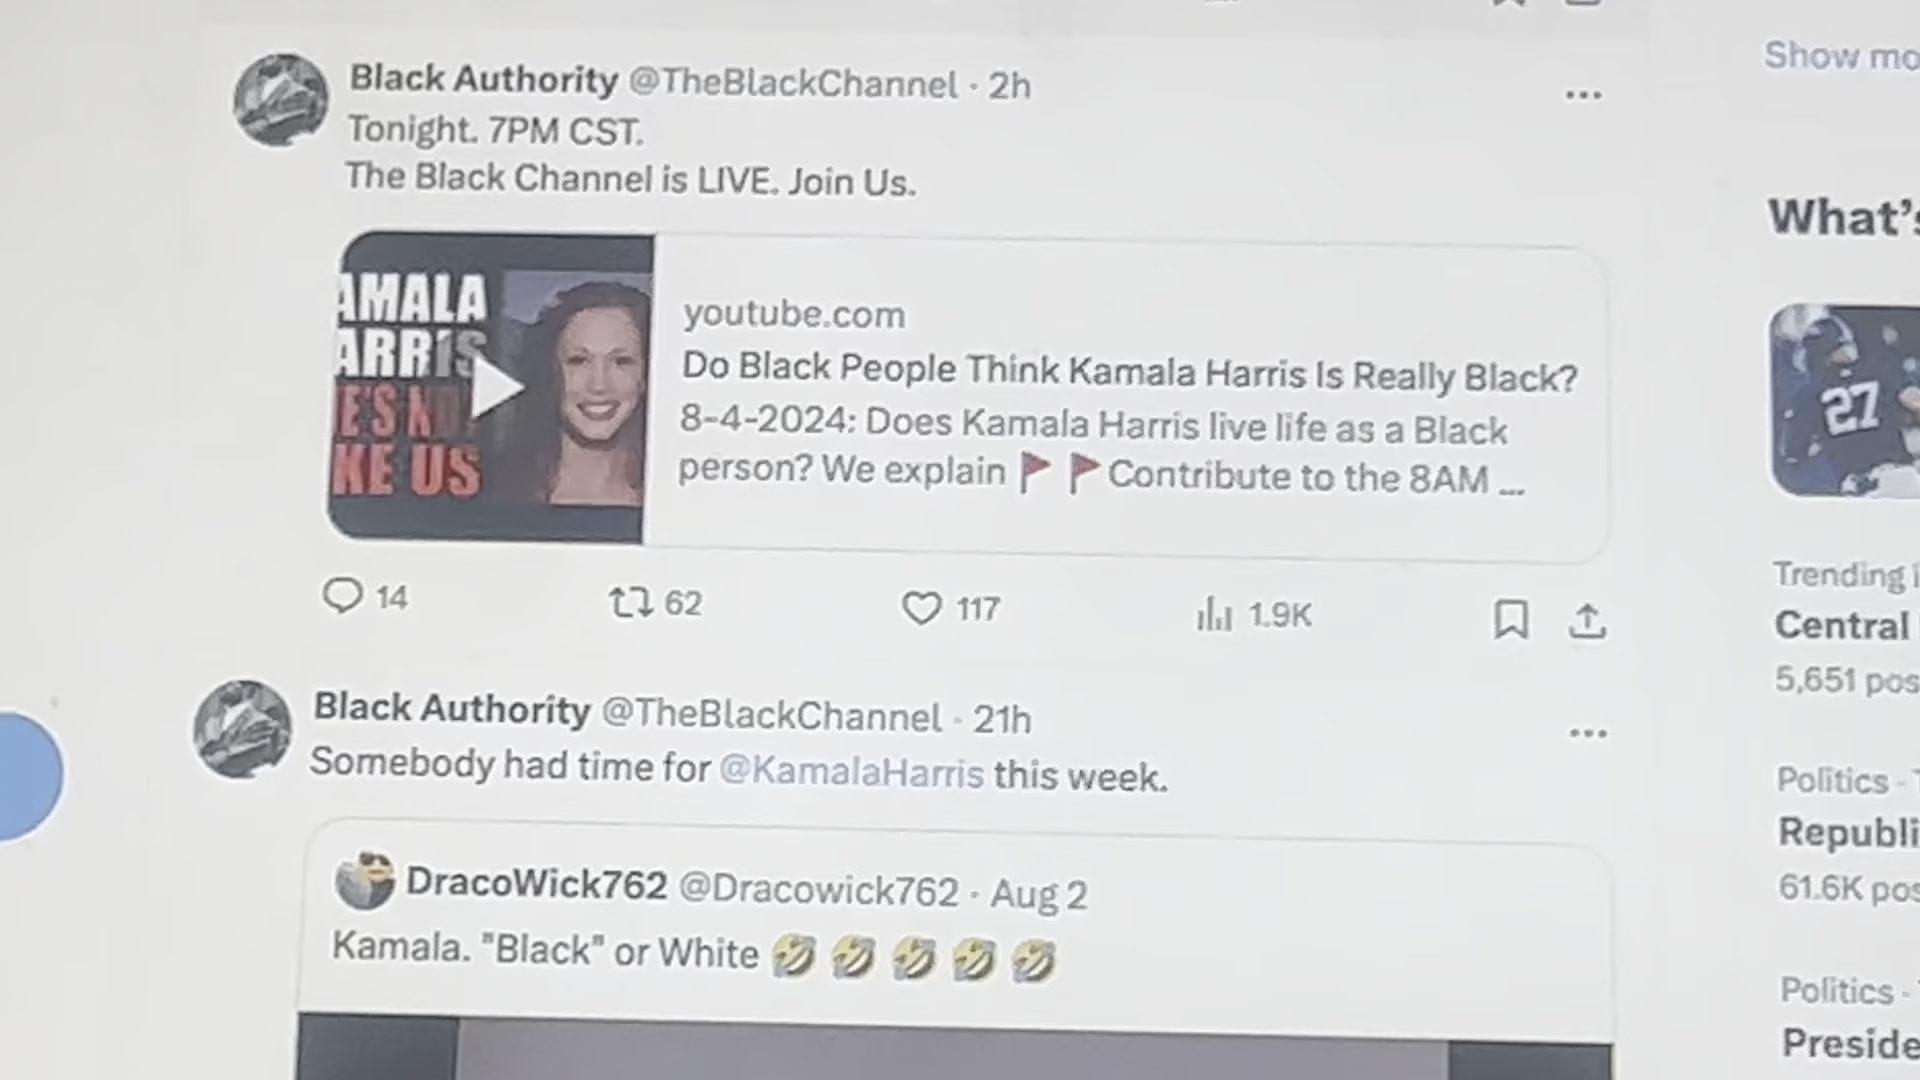 Show mo
Black Authority @TheBlackChannel · 2h
Tonight. 7PM CST.
The Black Channel is LIVE. Join Us.
AMALA
ARRIS
E'S N
KE US
youtube.com
Do Black People Think Kamala Harris Is Really Black?
8-4-2024: Does Kamala Harris live life as a Black
person? We explain 🚩 🚩 Contribute to the 8AM ...
14 62 117 1.9K
Black Authority @TheBlackChannel · 21h
Somebody had time for @KamalaHarris this week.
DracoWick762 @Dracowick762 · Aug 2
Kamala. "Black" or White 🤣 🤣 🤣 🤣 🤣
What's
27
Trending i
Central
5,651 pos
Politics · T
Republi
61.6K pos
Politics ·
Preside